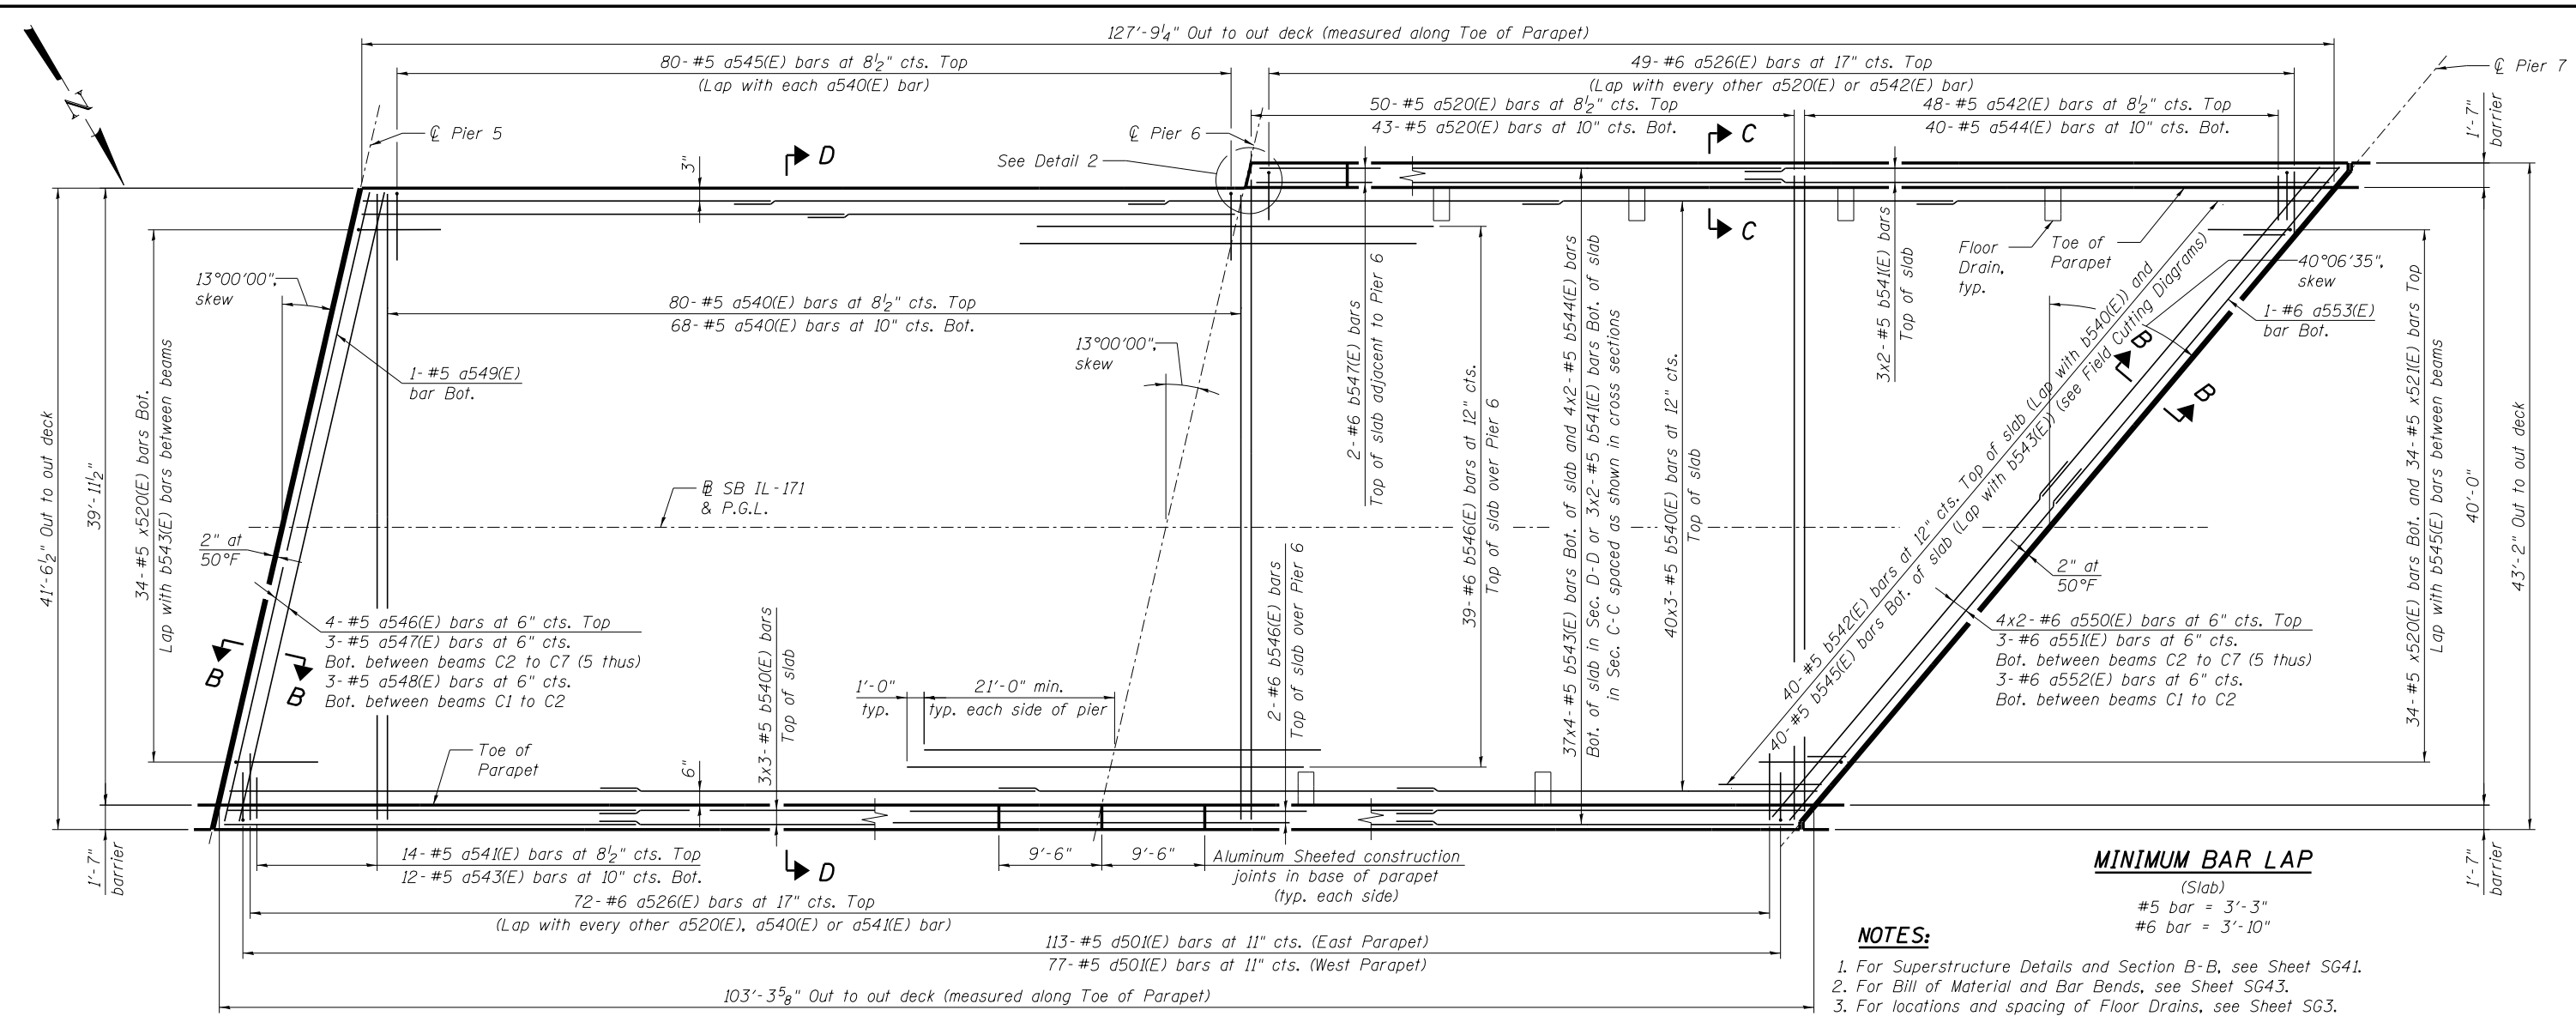 127'-9 1/4" Out to out deck (measured along Toe of Parapet)
80-#5 a545(E) bars at 8 1/2" cts. Top
(Lap with each a540(E) bar)
49-#6 a526(E) bars at 17" cts. Top
(Lap with every other a520(E) or a542(E) bar)
50-#5 a520(E) bars at 8 1/2" cts. Top
43-#5 a520(E) bars at 10" cts. Bot.
48-#5 a542(E) bars at 8 1/2" cts. Top
40-#5 a544(E) bars at 10" cts. Bot.
℄ Pier 7
N
℄ Pier 5
℄ Pier 6
See Detail 2
3"
D
C
C
1'-7"
barrier
13°00'00",
skew
80-#5 a540(E) bars at 8 1/2" cts. Top
68-#5 a540(E) bars at 10" cts. Bot.
13°00'00",
skew
1-#5 a549(E)
bar Bot.
Floor
Drain,
typ.
Toe of
Parapet
40°06'35",
skew
1-#6 a553(E)
bar Bot.
B
B
41'-6 1/2" Out to out deck
39'-11 1/2"
34-#5 x520(E) bars Bot.
Lap with b543(E) bars between beams
2-#6 b547(E) bars
Top of slab adjacent to Pier 6
39-#6 b546(E) bars at 12" cts.
Top of slab over Pier 6
37x4-#5 b543(E) bars Bot. of slab and 4x2-#5 b544(E) bars
Bot. of slab in Sec. D-D or 3x2-#5 b541(E) bars Bot. of slab
in Sec. C-C spaced as shown in cross sections
40x3-#5 b540(E) bars at 12" cts.
Top of slab
3x2-#5 b541(E) bars
Top of slab
40-#5 b542(E) bars at 12" cts. Top of slab (Lap with b540(E)) and
40-#5 b545(E) bars Bot. of slab (Lap with b543(E)) (see Field Cutting Diagrams)
34-#5 x520(E) bars Bot. and 34-#5 x521(E) bars Top
Lap with b545(E) bars between beams
40'-0"
43'-2" Out to out deck
℄ SB IL-171
& P.G.L.
2" at
50°F
2" at
50°F
4-#5 a546(E) bars at 6" cts. Top
3-#5 a547(E) bars at 6" cts.
Bot. between beams C2 to C7 (5 thus)
3-#5 a548(E) bars at 6" cts.
Bot. between beams C1 to C2
B
B
4x2-#6 a550(E) bars at 6" cts. Top
3-#6 a551(E) bars at 6" cts.
Bot. between beams C2 to C7 (5 thus)
3-#6 a552(E) bars at 6" cts.
Bot. between beams C1 to C2
3x3-#5 b540(E) bars
Top of slab
1'-0"
typ.
21'-0" min.
typ. each side of pier
2-#6 b546(E) bars
Top of slab over Pier 6
Toe of
Parapet
6"
1'-7"
barrier
14-#5 a541(E) bars at 8 1/2" cts. Top
12-#5 a543(E) bars at 10" cts. Bot.
D
9'-6"
9'-6"
Aluminum Sheeted construction
joints in base of parapet
(typ. each side)
1'-7"
barrier
72-#6 a526(E) bars at 17" cts. Top
(Lap with every other a520(E), a540(E) or a541(E) bar)
113-#5 d501(E) bars at 11" cts. (East Parapet)
77-#5 d501(E) bars at 11" cts. (West Parapet)
103'-3 5/8" Out to out deck (measured along Toe of Parapet)
MINIMUM BAR LAP
(Slab)
#5 bar = 3'-3"
#6 bar = 3'-10"
NOTES:
1. For Superstructure Details and Section B-B, see Sheet SG41.
2. For Bill of Material and Bar Bends, see Sheet SG43.
3. For locations and spacing of Floor Drains, see Sheet SG3.